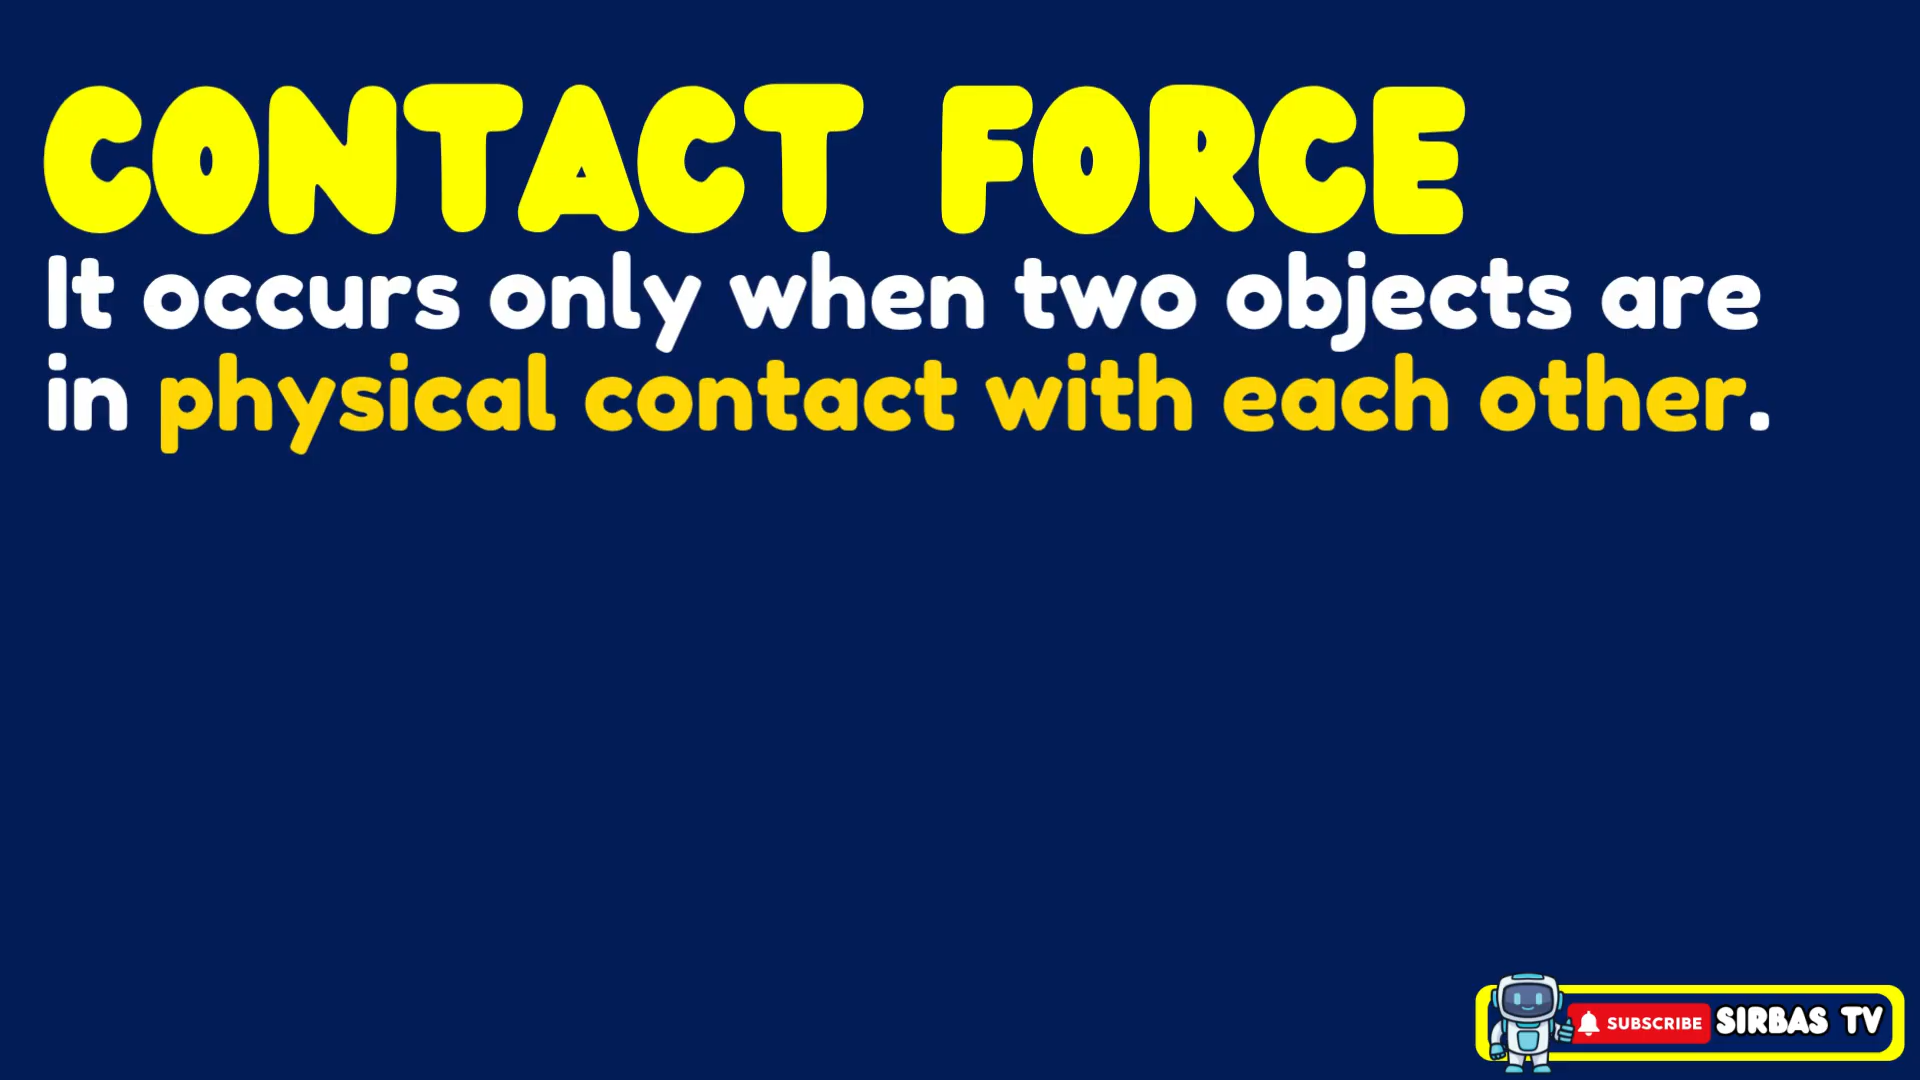 CONTACT FORCE
It occurs only when two objects are
in physical contact with each other.
SUBSCRIBE SIRBAS TV